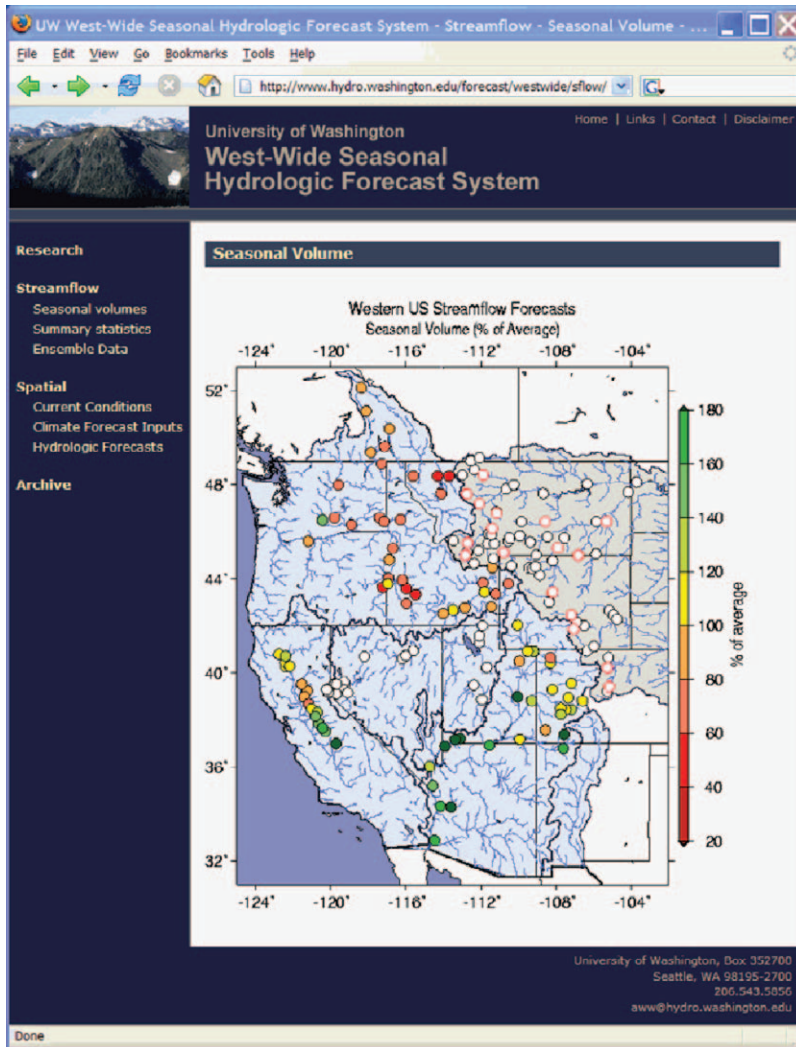 UW West-Wide Seasonal Hydrologic Forecast System - Streamflow - Seasonal Volume - ...
File Edit View Go Bookmarks Tools Help
http://www.hydro.washington.edu/forecast/westwide/sflow/
Home | Links | Contact | Disclaimer
University of Washington
West-Wide Seasonal
Hydrologic Forecast System
Research
Streamflow
Seasonal volumes
Summary statistics
Ensemble Data
Spatial
Current Conditions
Climate Forecast Inputs
Hydrologic Forecasts
Archive
Seasonal Volume
Western US Streamflow Forecasts
Seasonal Volume (% of Average)
-124° -120° -116° -112° -108° -104°
52°
48°
44°
40°
36°
32°
-124° -120° -116° -112° -108° -104°
180
160
140
120
100
80
60
40
20
% of average
University of Washington, Box 352700
Seattle, WA 98195-2700
206.543.5856
aww@hydro.washington.edu
Done